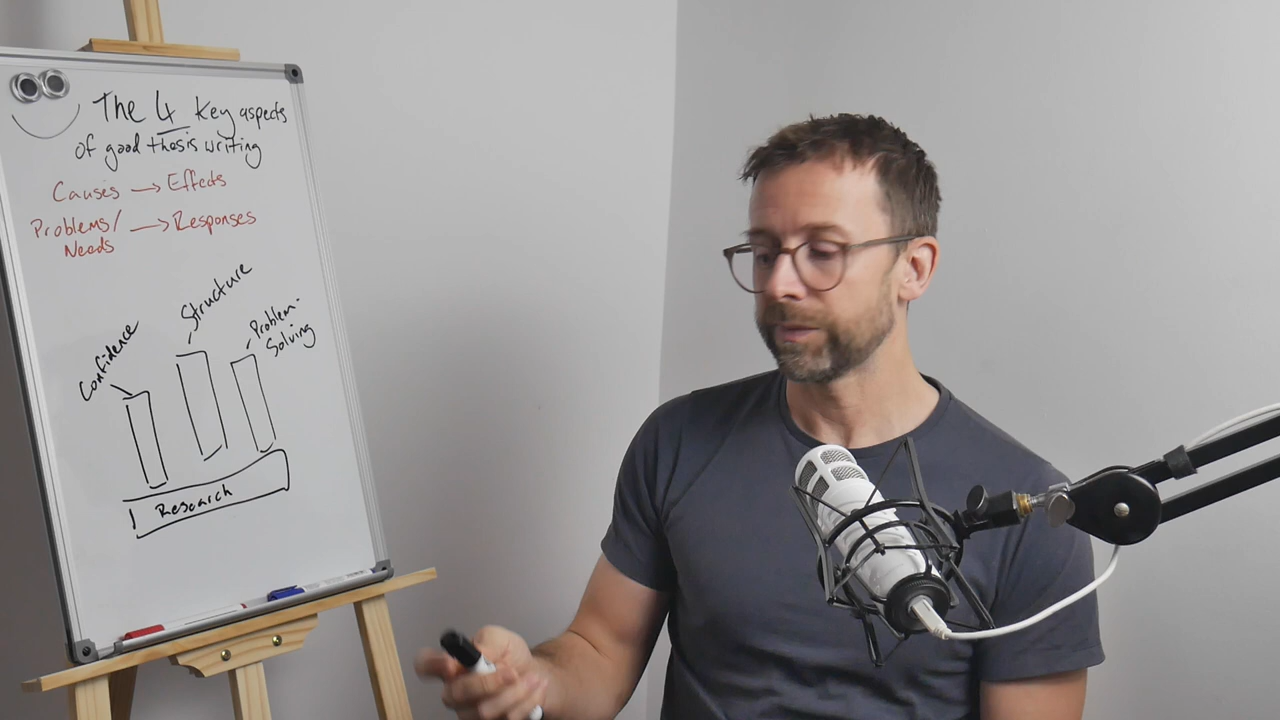 The 4 key aspects
of good thesis writing
Causes → Effects
Problems/ → Responses
Needs
Structure
Confidence
Problem-
Solving
Research